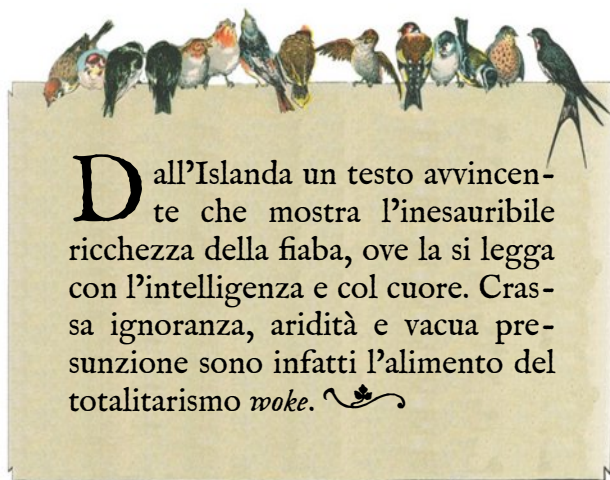 Dall'Islanda un testo avvincen-
te che mostra l'inesauribile
ricchezza della fiaba, ove la si legga
con l'intelligenza e col cuore. Cras-
sa ignoranza, aridità e vacua pre-
sunzione sono infatti l'alimento del
totalitarismo woke.